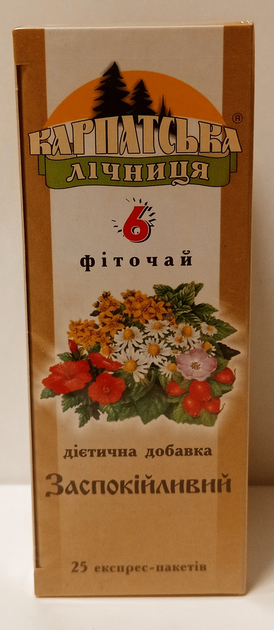 КАРПАТСЬКА®
ЛІЧНИЦЯ
6
фіточай
дієтична добавка
Заспокійливий
25 експрес-пакетів